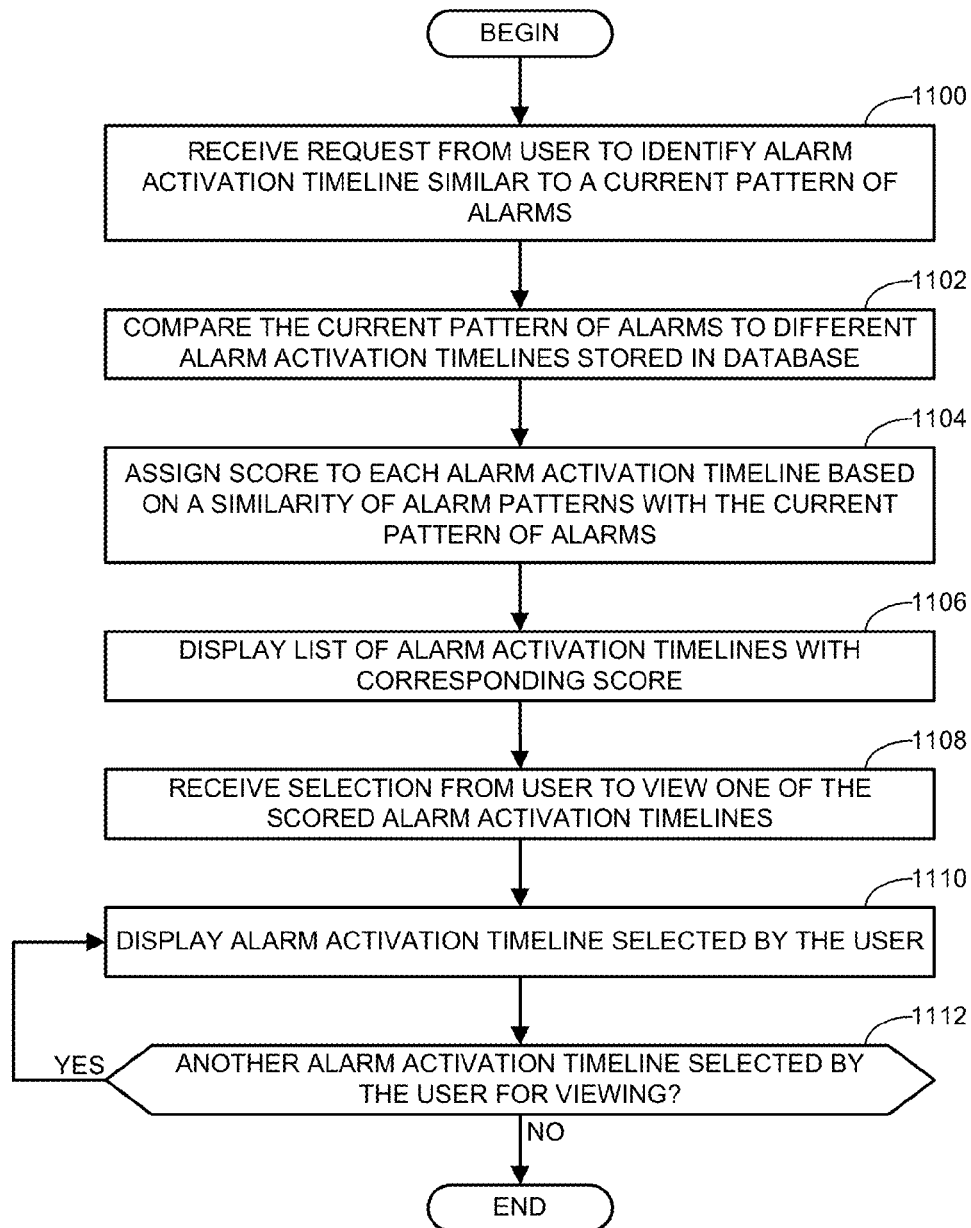 BEGIN
1100
RECEIVE REQUEST FROM USER TO IDENTIFY ALARM
ACTIVATION TIMELINE SIMILAR TO A CURRENT PATTERN OF
ALARMS
1102
COMPARE THE CURRENT PATTERN OF ALARMS TO DIFFERENT
ALARM ACTIVATION TIMELINES STORED IN DATABASE
1104
ASSIGN SCORE TO EACH ALARM ACTIVATION TIMELINE BASED
ON A SIMILARITY OF ALARM PATTERNS WITH THE CURRENT
PATTERN OF ALARMS
1106
DISPLAY LIST OF ALARM ACTIVATION TIMELINES WITH
CORRESPONDING SCORE
1108
RECEIVE SELECTION FROM USER TO VIEW ONE OF THE
SCORED ALARM ACTIVATION TIMELINES
1110
DISPLAY ALARM ACTIVATION TIMELINE SELECTED BY THE USER
1112
YES
ANOTHER ALARM ACTIVATION TIMELINE SELECTED BY
THE USER FOR VIEWING?
NO
END